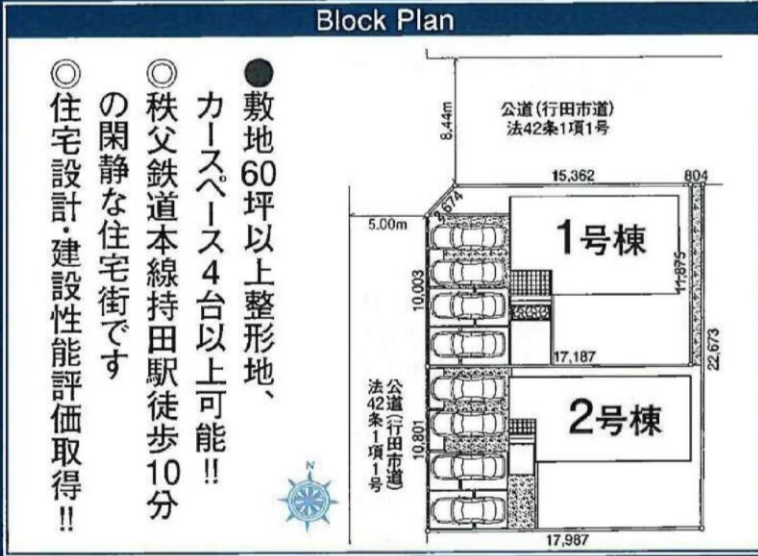 Block Plan
●敷地60坪以上整形地、
カースペース4台以上可能!!
◎秩父鉄道本線持田駅徒歩10分
の閑静な住宅街です
◎住宅設計・建設性能評価取得!!
N
公道(行田市道)
法42条1項1号
8.44m
15,362
804
2,674
5.00m
1号棟
11,875
10,003
17,187
22,673
公道(行田市道)
法42条1項1号
10,801
2号棟
17,987